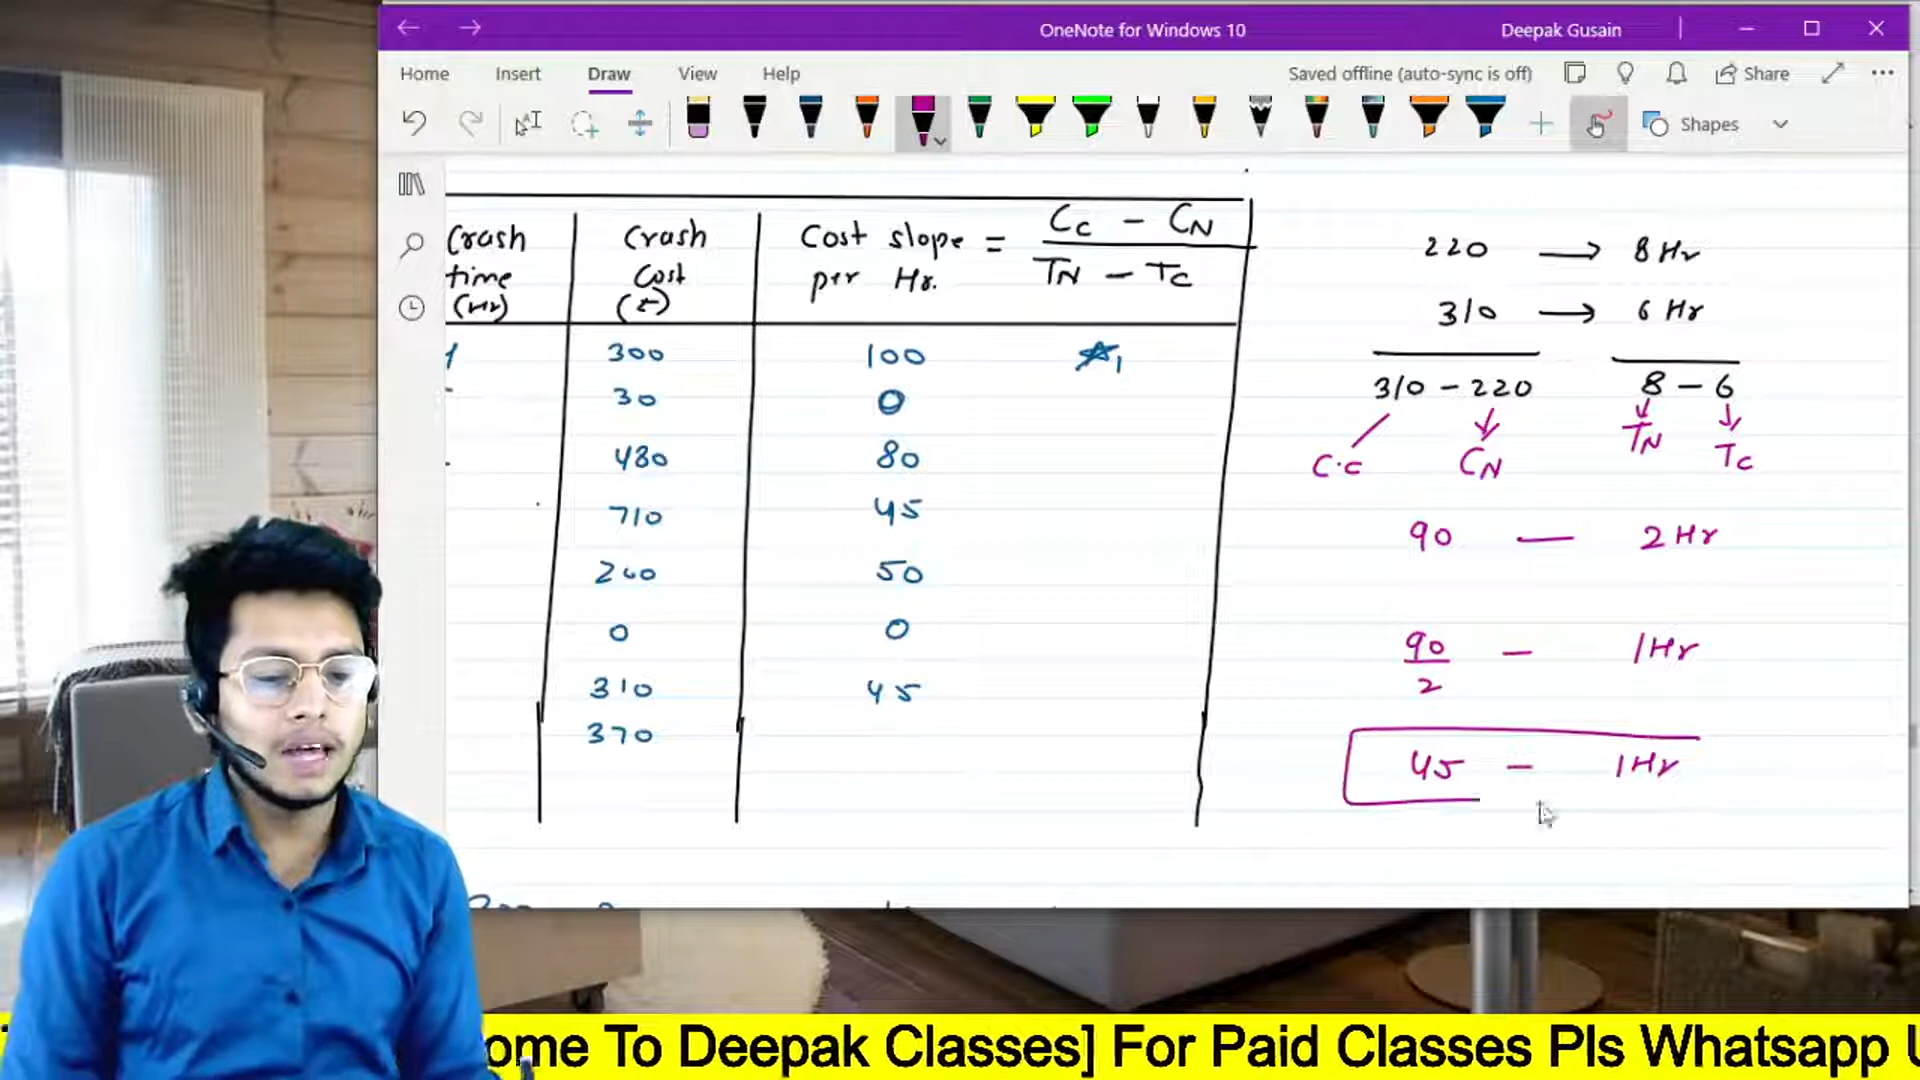 OneNote for Windows 10
Deepak Gusain
Home Insert Draw View Help
Saved offline (auto-sync is off)
Share
Shapes
Crash time (Hr)
Crash Cost (₹)
Cost slope per Hr. = Cc - CN / TN - Tc
300 100 1
30 0
480 80
710 45
260 50
0 0
310 45
370
220 → 8 Hr
310 → 6 Hr
310 - 220 8 - 6
C.C CN TN Tc
90 — 2 Hr
90/2 - 1 Hr
45 - 1 Hr
ome To Deepak Classes] For Paid Classes Pls Whatsapp U